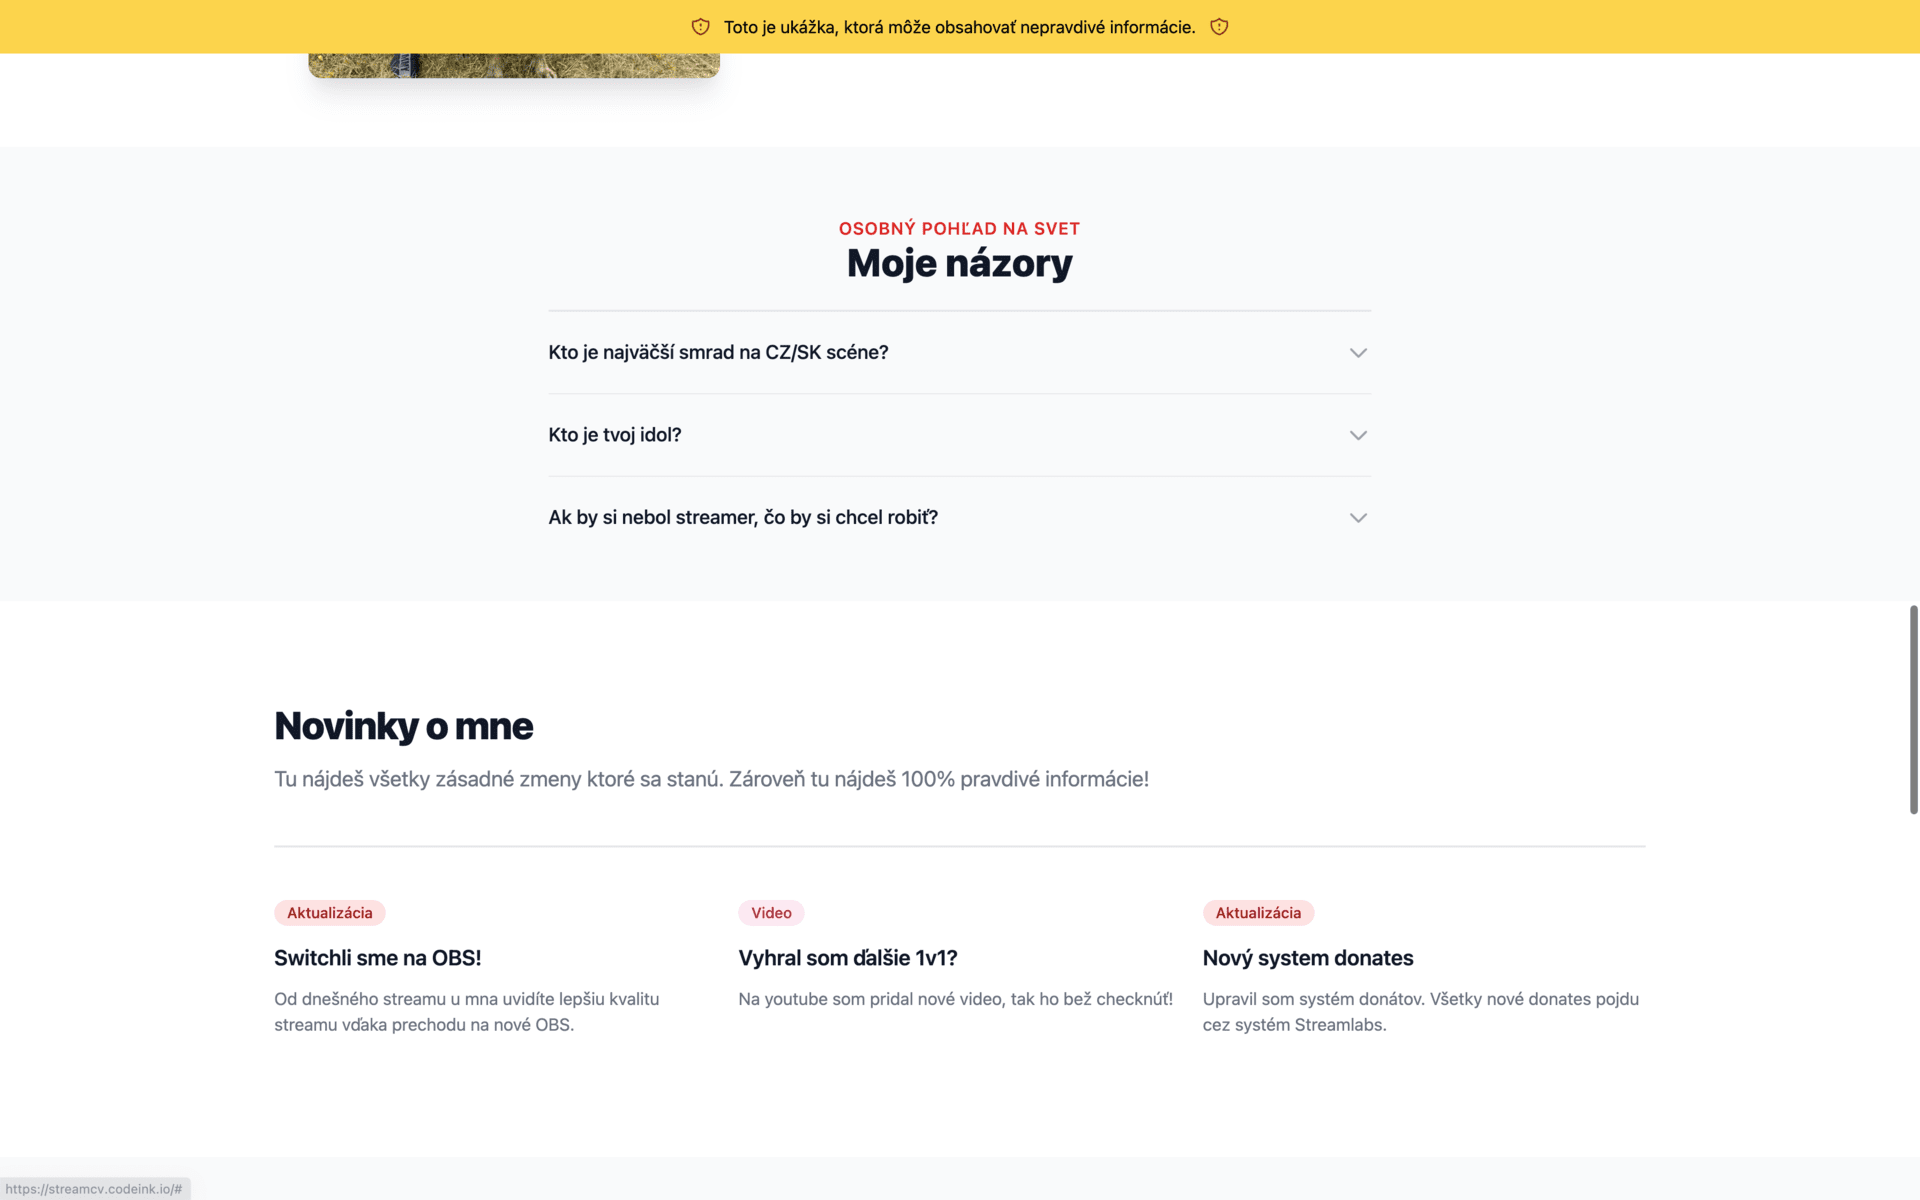 Toto je ukážka, ktorá môže obsahovať nepravdivé informácie.
OSOBNÝ POHĽAD NA SVET
Moje názory
Kto je najväčší smrad na CZ/SK scéne?
Kto je tvoj idol?
Ak by si nebol streamer, čo by si chcel robiť?
Novinky o mne
Tu nájdeš všetky zásadné zmeny ktoré sa stanú. Zároveň tu nájdeš 100% pravdivé informácie!
Aktualizácia
Switchli sme na OBS!
Od dnešného streamu u mna uvidíte lepšiu kvalitu
streamu vďaka prechodu na nové OBS.
Video
Vyhral som ďalšie 1v1?
Na youtube som pridal nové video, tak ho bež checknúť!
Aktualizácia
Nový system donates
Upravil som systém donátov. Všetky nové donates pojdu
cez systém Streamlabs.
https://streamcv.codeink.io/#